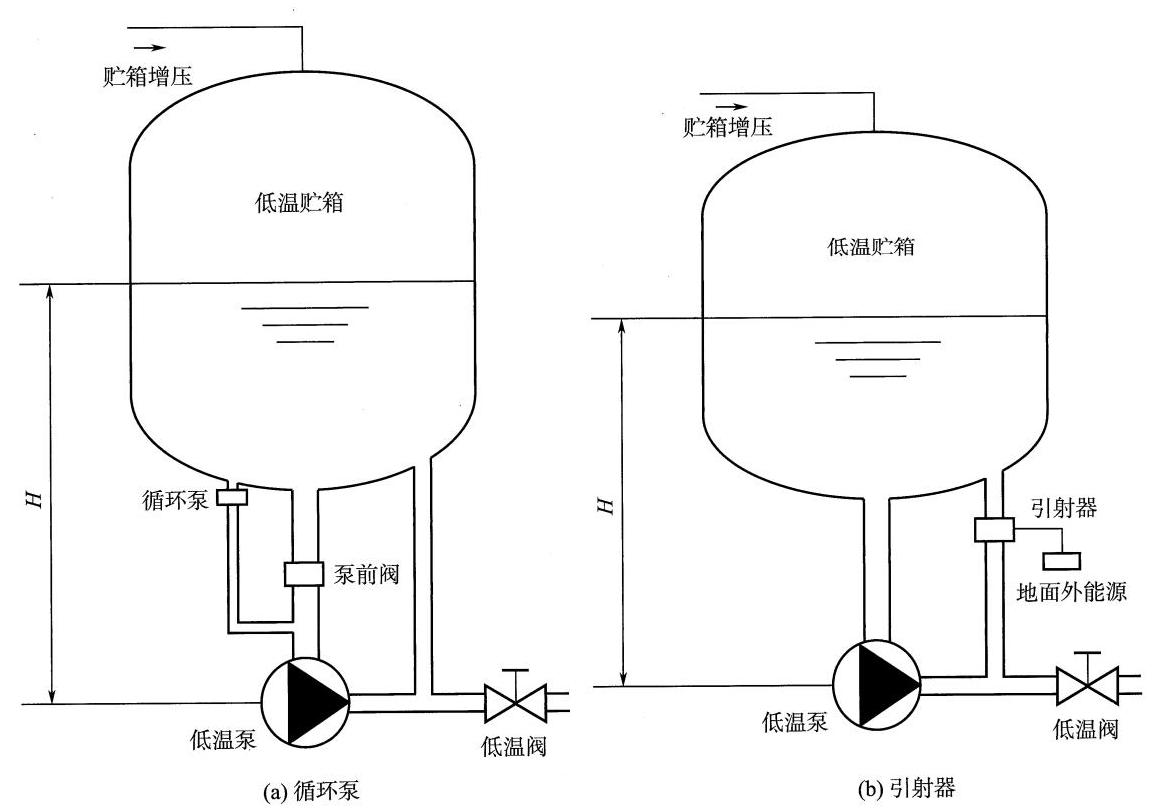 贮箱增压
低温贮箱
H
循环泵
泵前阀
低温泵
低温阀
(a) 循环泵
贮箱增压
低温贮箱
H
引射器
地面外能源
低温泵
低温阀
(b) 引射器